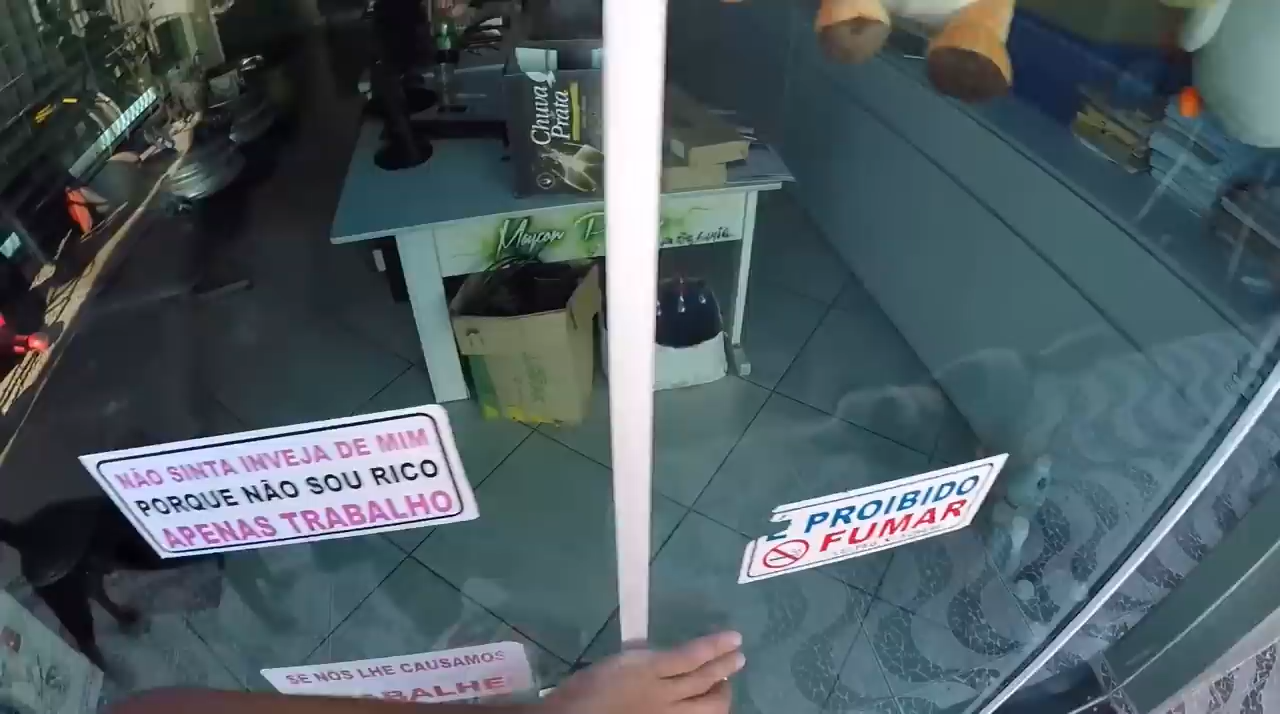 Chuva
Prata
Maycon
NÃO SINTA INVEJA DE MIM
PORQUE NÃO SOU RICO
APENAS TRABALHO
É PROIBIDO
FUMAR
SE NOS LHE CAUSAMOS